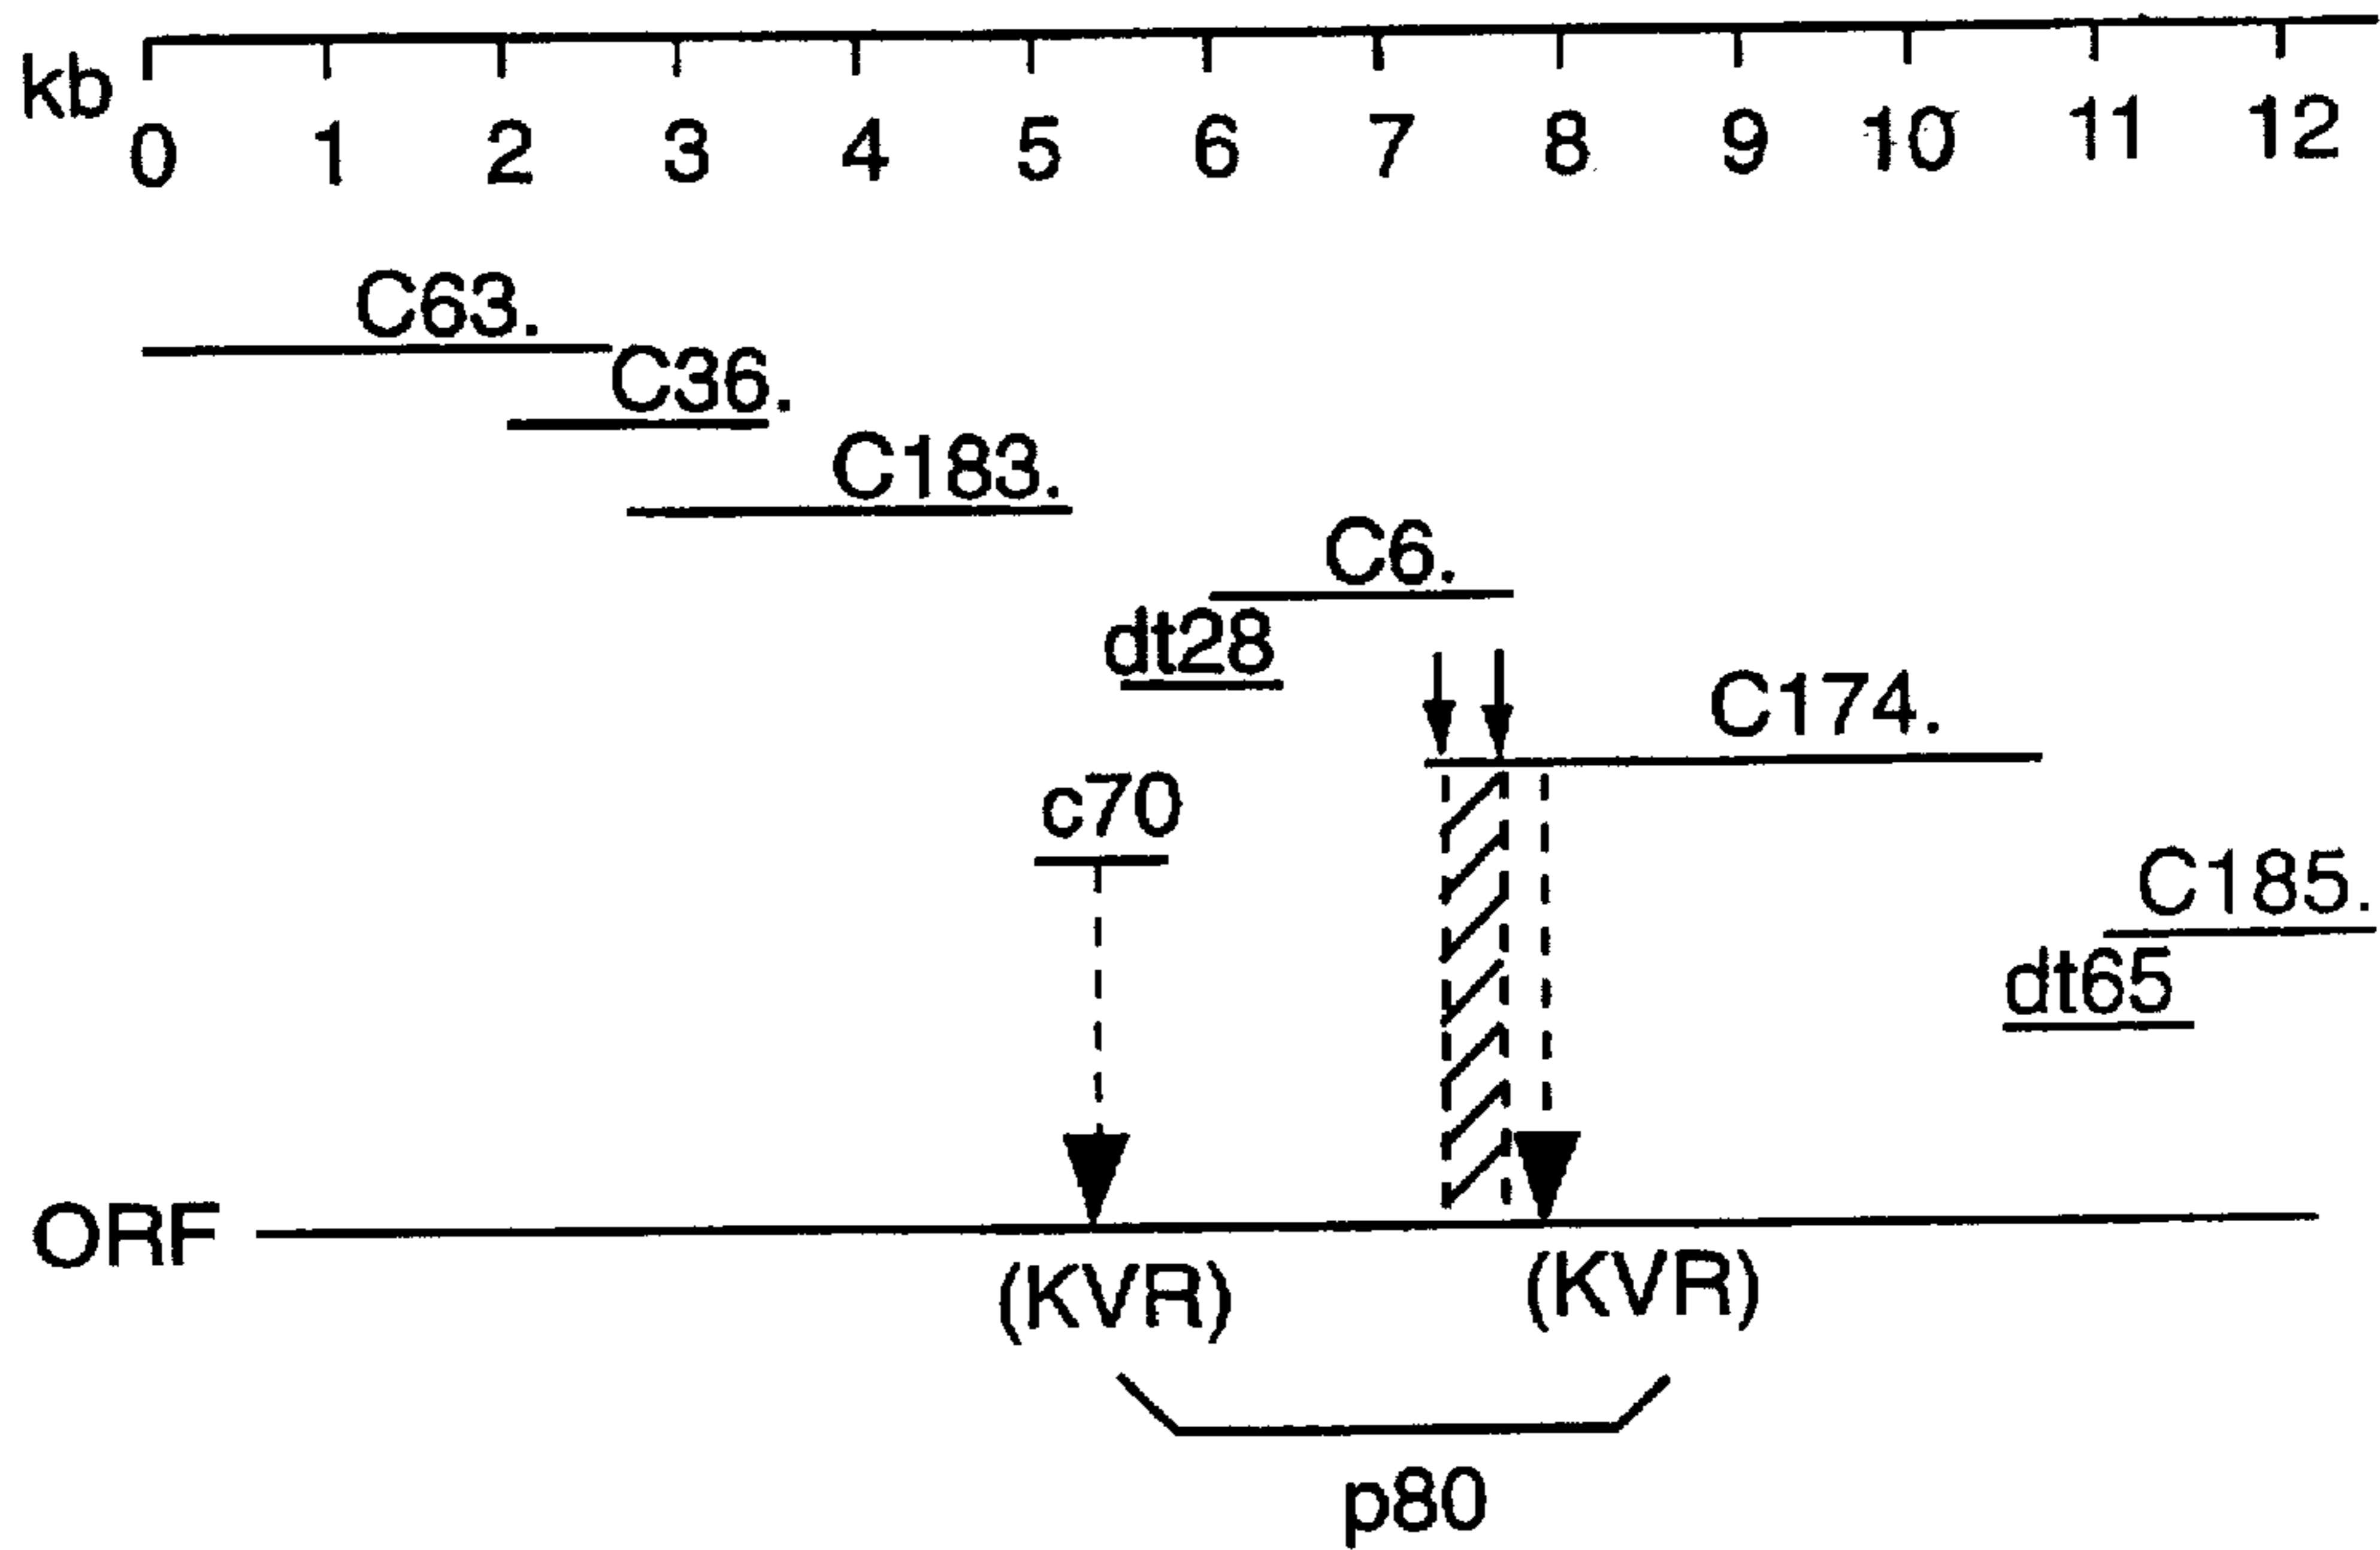 kb
0 1 2 3 4 5 6 7 8 9 10 11 12
C63.
C36.
C183.
C6.
dt28
C174.
c70
C185.
dt65
ORF
(KVR) (KVR)
p80